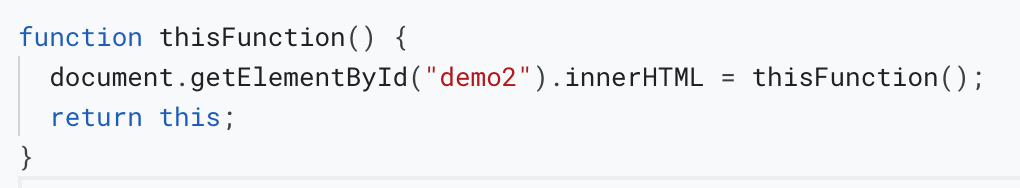 function thisFunction() {
  document.getElementById("demo2").innerHTML = thisFunction();
  return this;
}